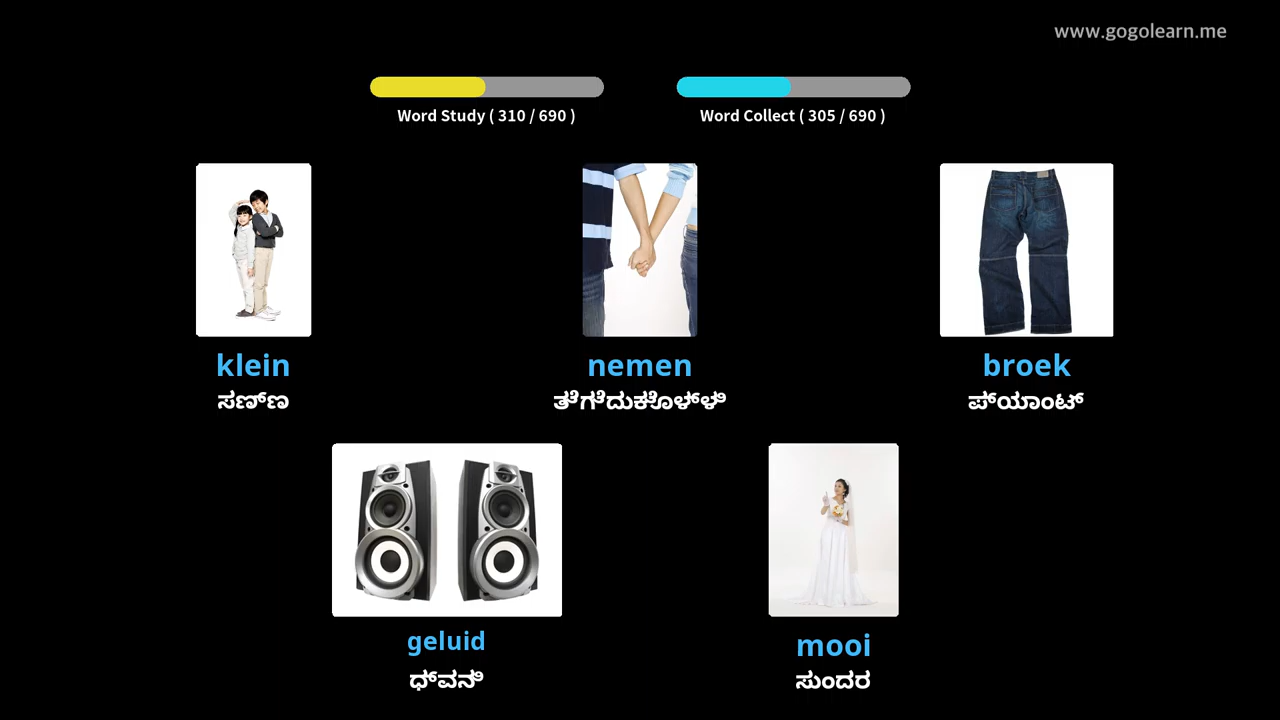 www.gogolearn.me
Word Study ( 310 / 690 )
Word Collect ( 305 / 690 )
klein
nemen
broek
ಸಣ್ಣ
ತೆಗೆದುಕೊಳ್ಳಿ
ಪ್ಯಾಂಟ್
geluid
mooi
ಧ್ವನಿ
ಸುಂದರ